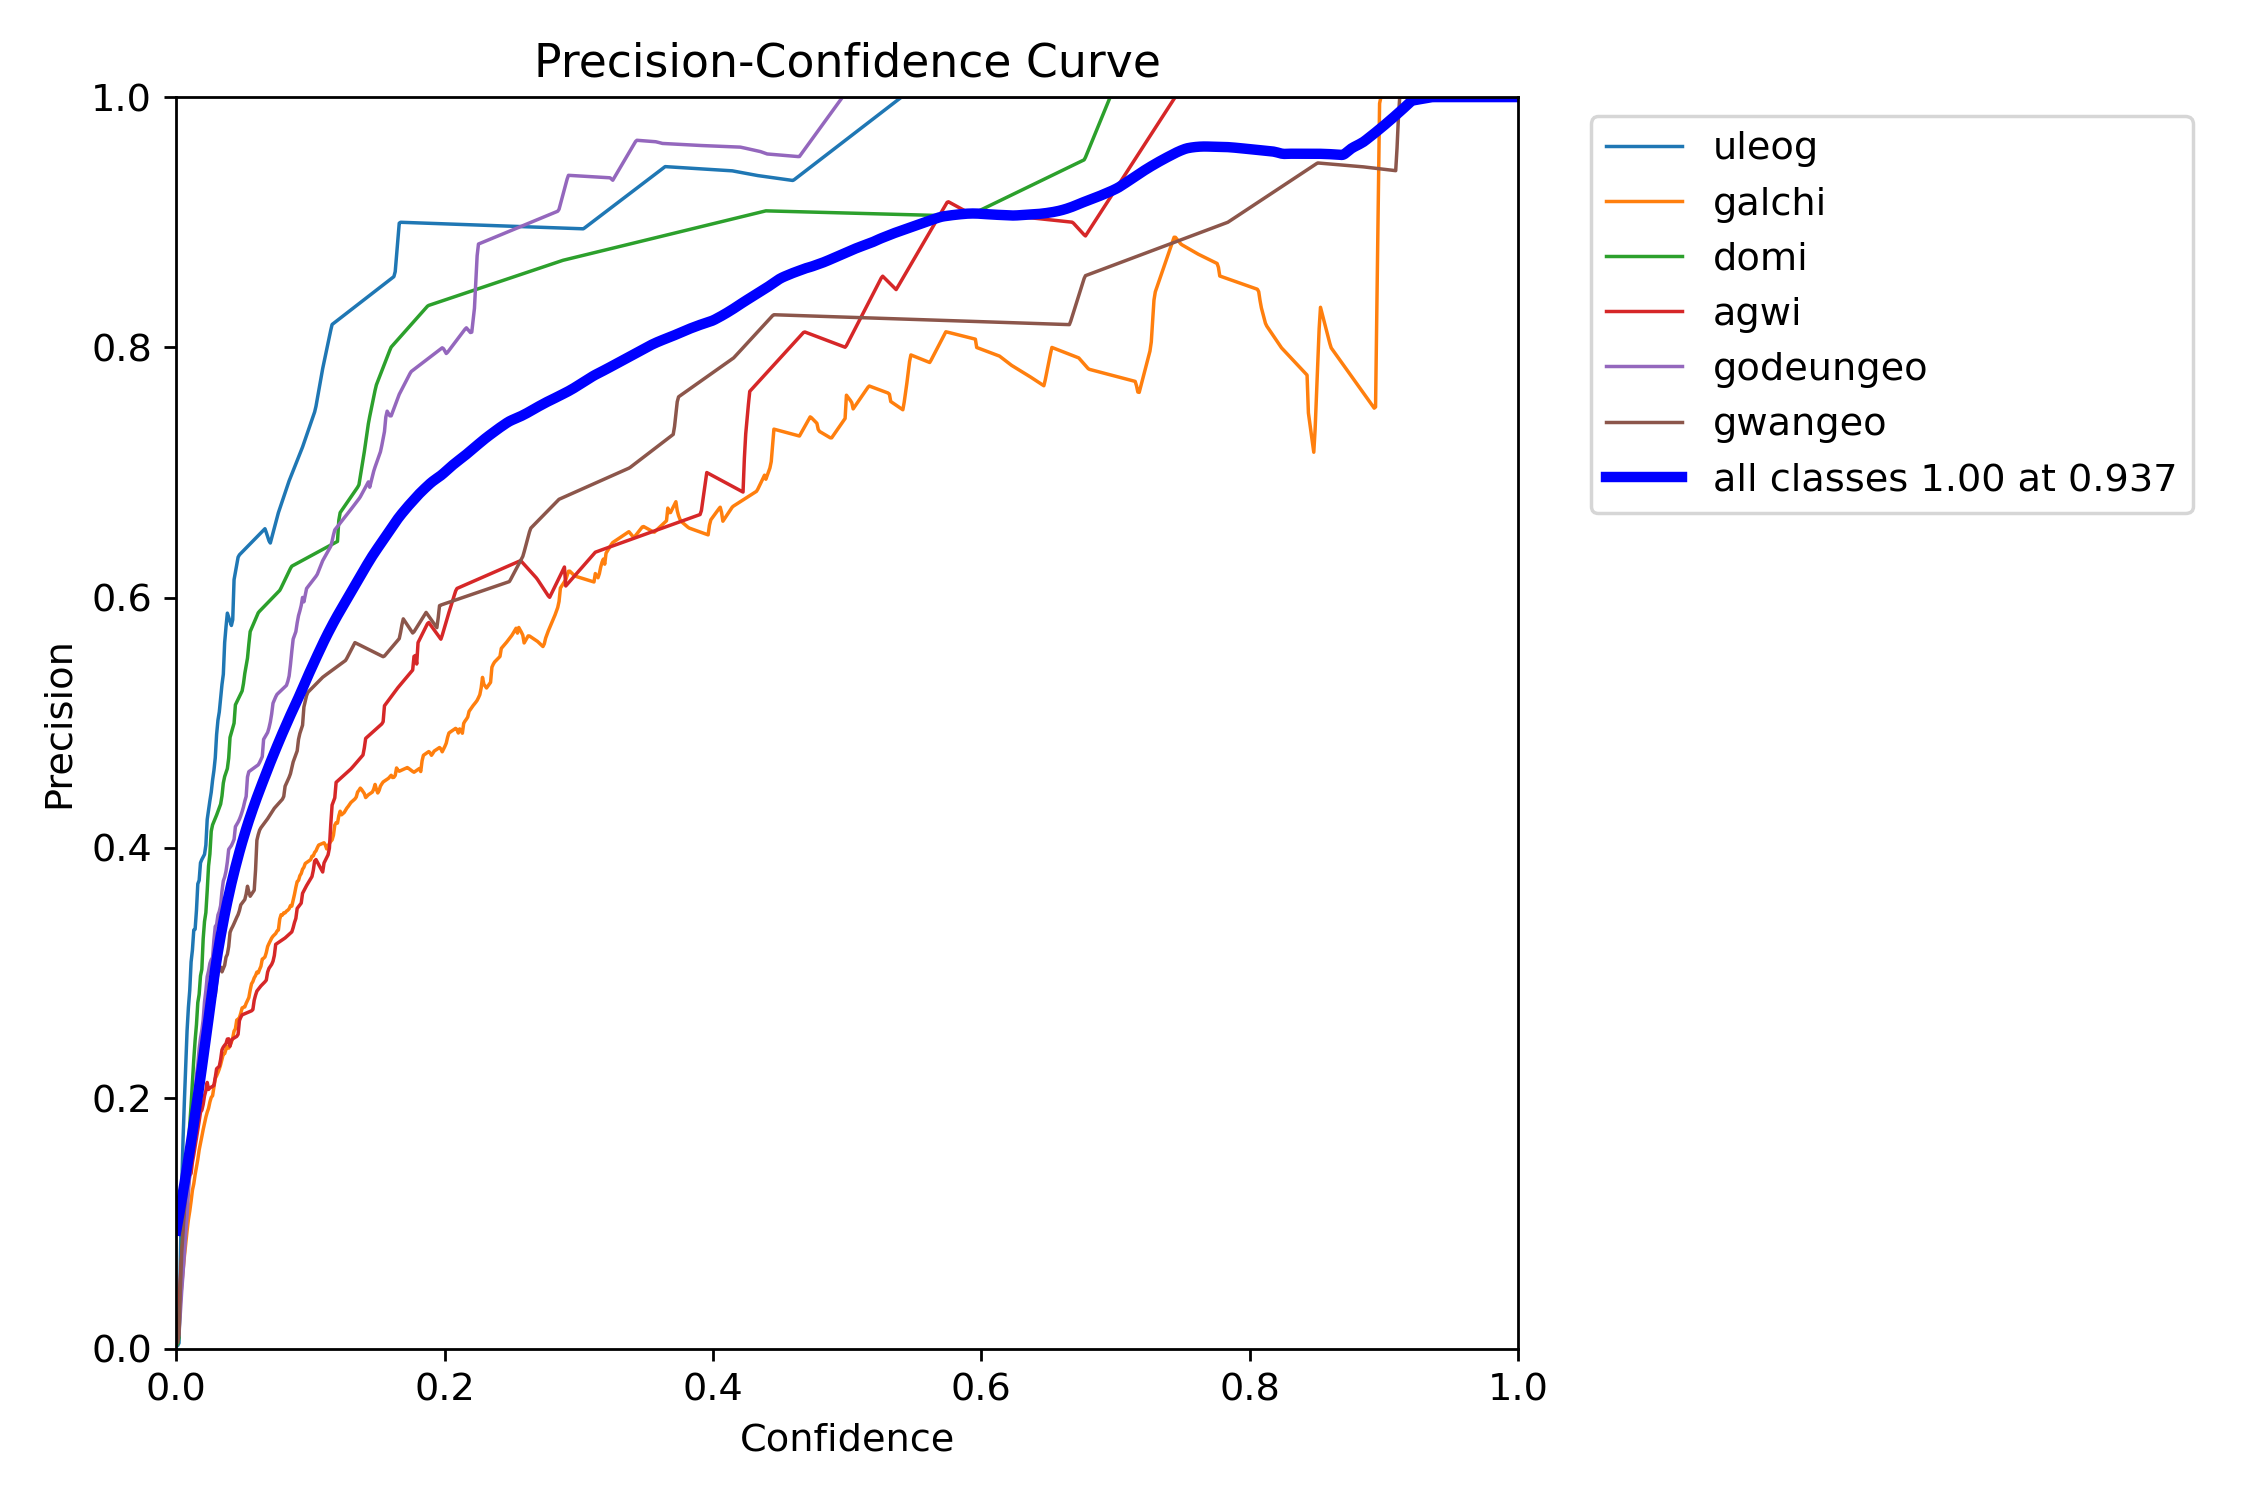 Precision-Confidence Curve
1.0
0.8
0.6
0.4
0.2
0.0
Precision
0.0 0.2 0.4 0.6 0.8 1.0
Confidence
uleog
galchi
domi
agwi
godeungeo
gwangeo
all classes 1.00 at 0.937